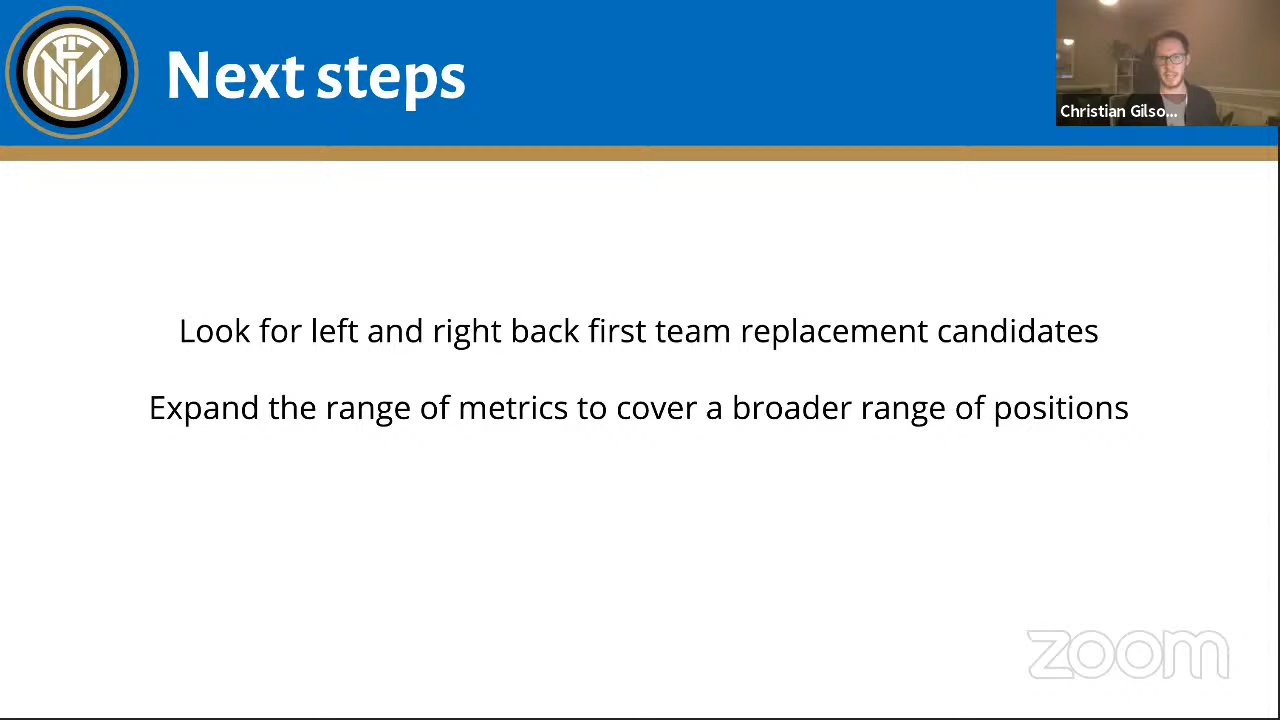 Next steps
Christian Gilso...
Look for left and right back first team replacement candidates
Expand the range of metrics to cover a broader range of positions
zoom